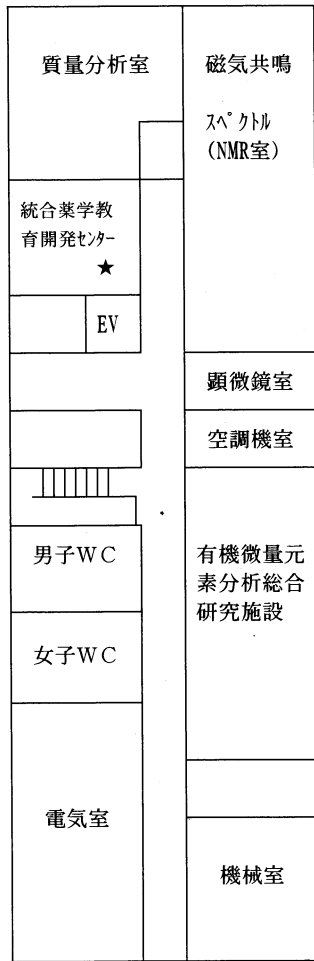 質量分析室
磁気共鳴
スペクトル
(NMR室)
統合薬学教
育開発センター
★
EV
顕微鏡室
空調機室
男子WC
有機微量元
素分析総合
研究施設
女子WC
電気室
機械室